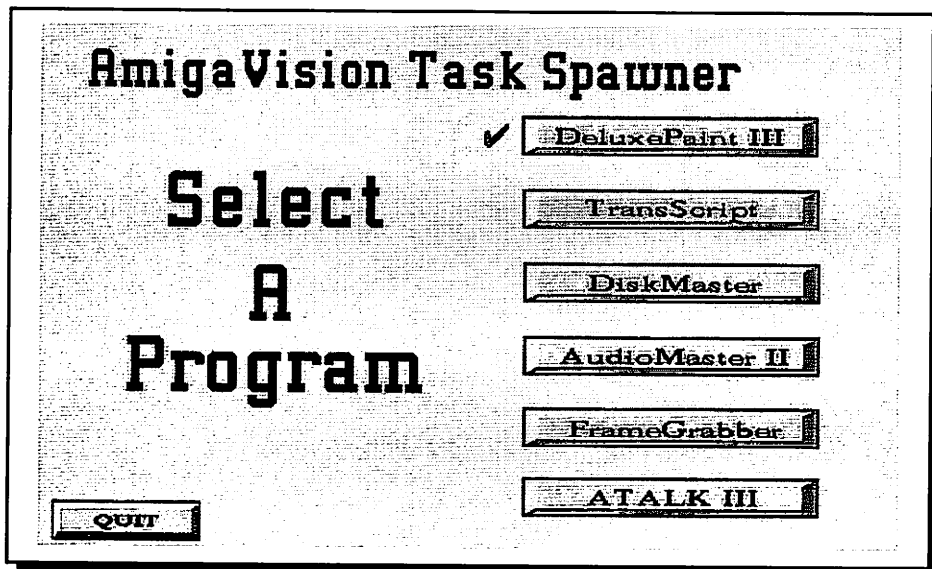 AmigaVision Task Spawner
Select
A
Program
✓ DeluxePaint III
TransScript
DiskMaster
AudioMaster II
FrameGrabber
ATALK III
QUIT